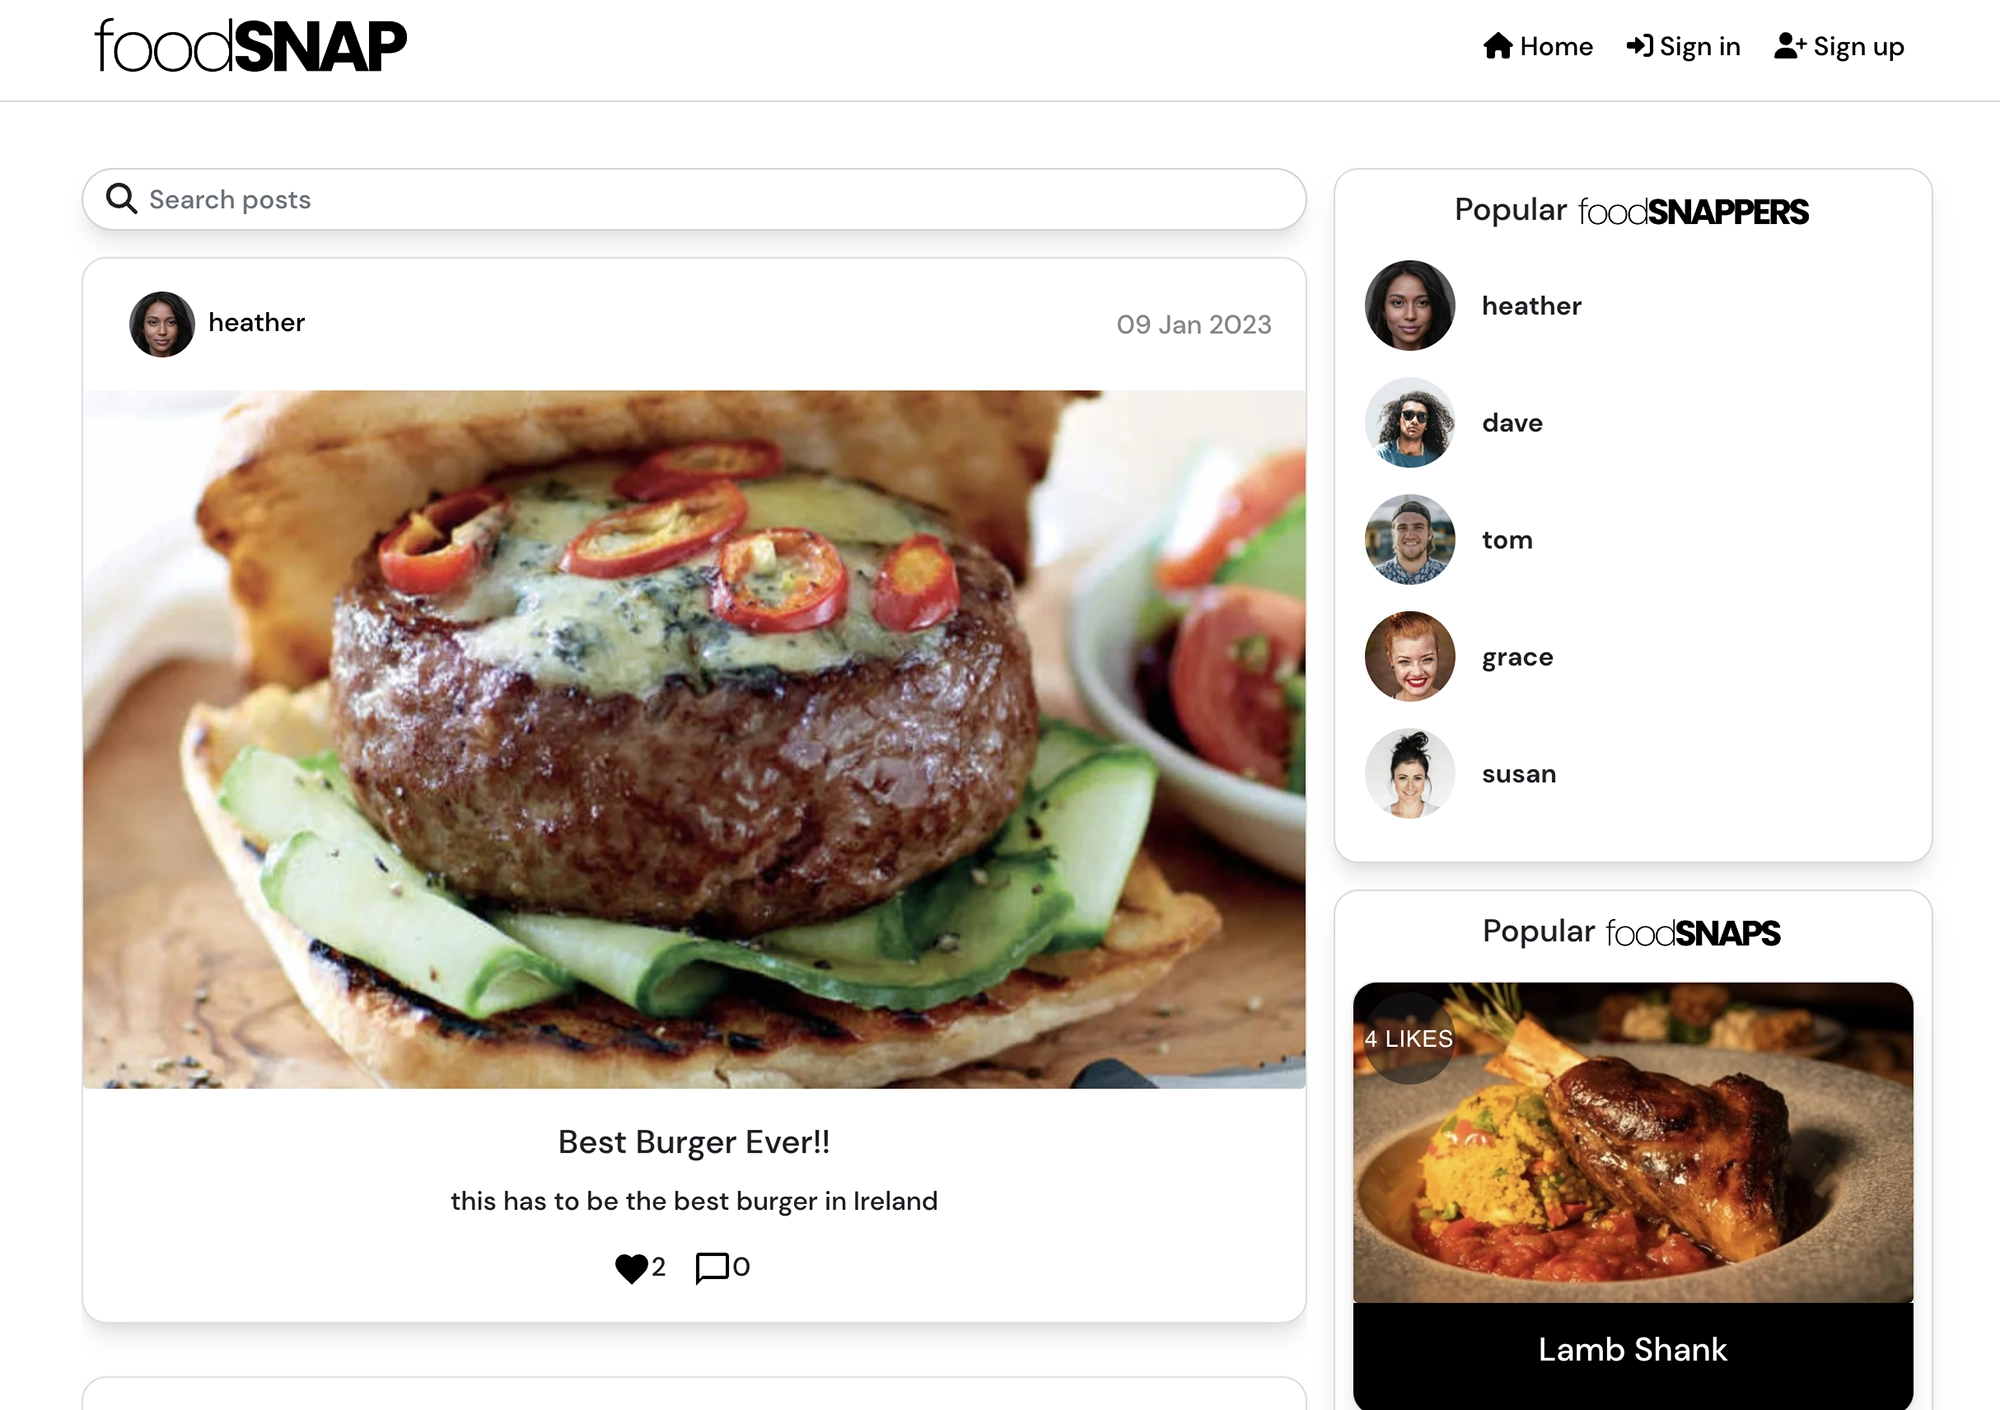 foodSNAP
Home Sign in Sign up
Search posts
heather
09 Jan 2023
Best Burger Ever!!
this has to be the best burger in Ireland
2 0
Popular foodSNAPPERS
heather
dave
tom
grace
susan
Popular foodSNAPS
4 LIKES
Lamb Shank